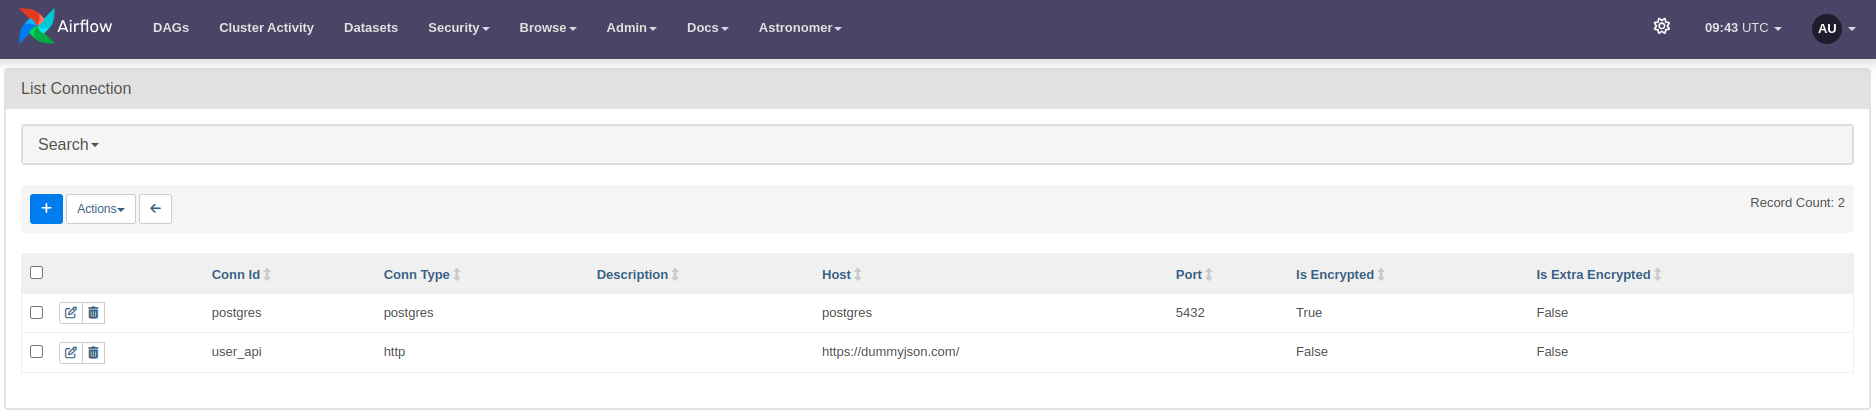 Airflow DAGs Cluster Activity Datasets Security Browse Admin Docs Astronomer 09:43 UTC AU
List Connection
Search
Actions Record Count: 2
Conn Id Conn Type Description Host Port Is Encrypted Is Extra Encrypted
postgres postgres postgres 5432 True False
user_api http https://dummyjson.com/ False False